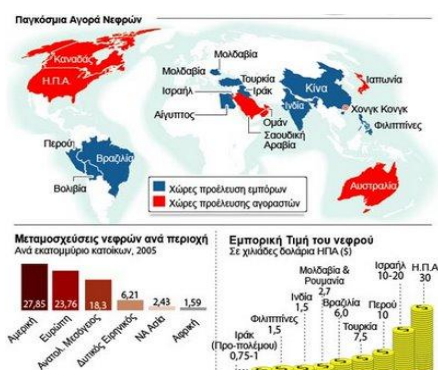 Παγκόσμια Αγορά Νεφρών
Καναδάς
Η.Π.Α.
Μολδαβία
Μολδαβία
Τουρκία
Ισραήλ
Ιράκ
Κίνα
Ιαπωνία
Ινδία
Χονγκ Κονγκ
Αίγυπτος
Ομάν
Φιλιππίνες
Σαουδική
Αραβία
Περού
Βραζιλία
Βολιβία
Αυστραλία
Χώρες προέλευση εμπόρων
Χώρες προέλευσης αγοραστών
Μεταμοσχεύσεις νεφρών ανά περιοχή
Ανά εκατομμύριο κατοίκων, 2005
27,85
23,76
18,3
6,21
2,43
1,59
Αμερική
Ευρώπη
Ανατολ. Μεσόγειος
Δυτικός Ειρηνικός
ΝΑ Ασία
Αφρική
Εμπορική Τιμή του νεφρού
Σε χιλιάδες δολάρια ΗΠΑ ($)
Ιράκ
(Προ-πολέμου)
0,75-1
Φιλιππίνες
1,5
Ινδία
1,5
Μολδαβία &
Ρουμανία
2,7
Βραζιλία
6,0
Τουρκία
7,5
Περού
10
Ισραήλ
10-20
Η.Π.Α
30